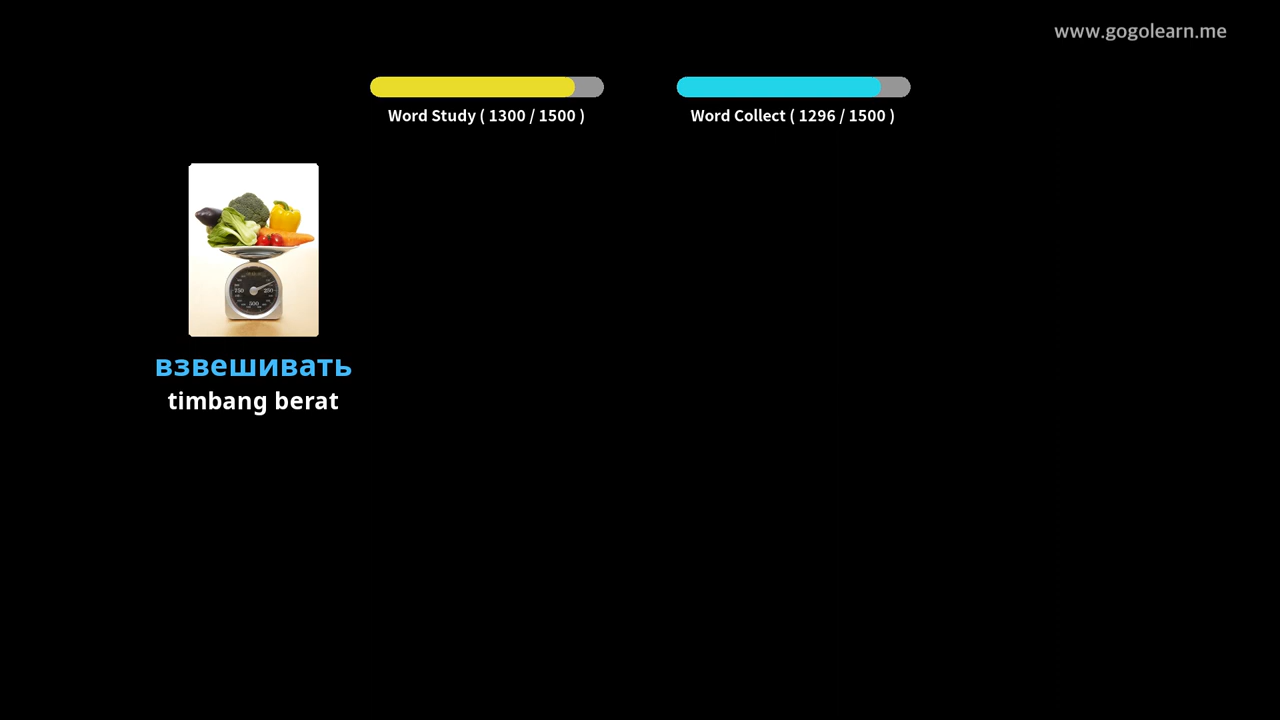 www.gogolearn.me
Word Study ( 1300 / 1500 )
Word Collect ( 1296 / 1500 )
взвешивать
timbang berat